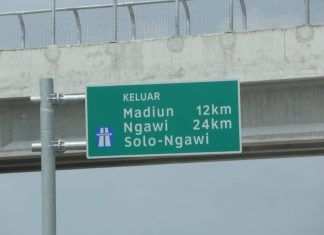 KELUAR
Madiun 12km
Ngawi 24km
Solo-Ngawi